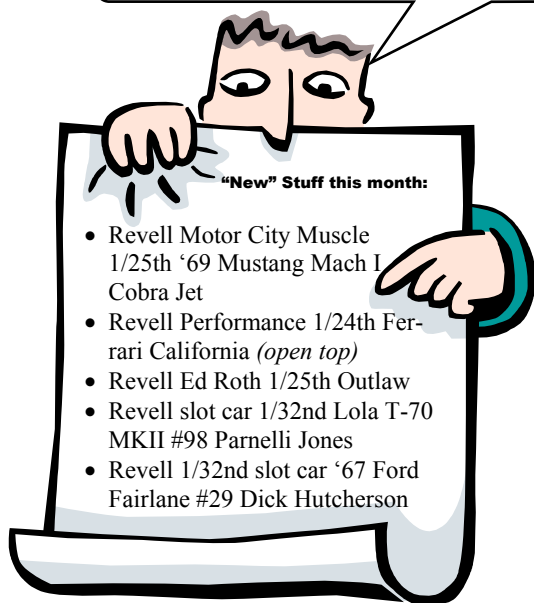 “New” Stuff this month:
• Revell Motor City Muscle
1/25th ‘69 Mustang Mach I
Cobra Jet
• Revell Performance 1/24th Fer-
rari California (open top)
• Revell Ed Roth 1/25th Outlaw
• Revell slot car 1/32nd Lola T-70
MKII #98 Parnelli Jones
• Revell 1/32nd slot car ‘67 Ford
Fairlane #29 Dick Hutcherson